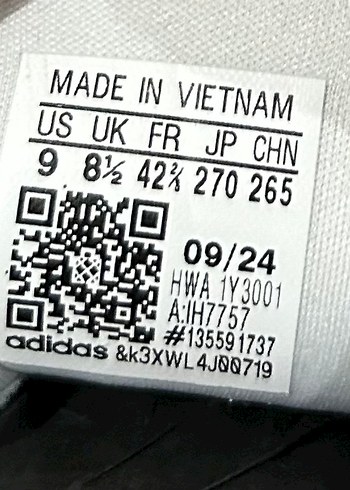 MADE IN VIETNAM
US UK FR JP CHN
9 8½ 42⅔ 270 265
09/24
HWA 1Y3001
A:IH7757
#135591737
adidas &k3XWL4J00719